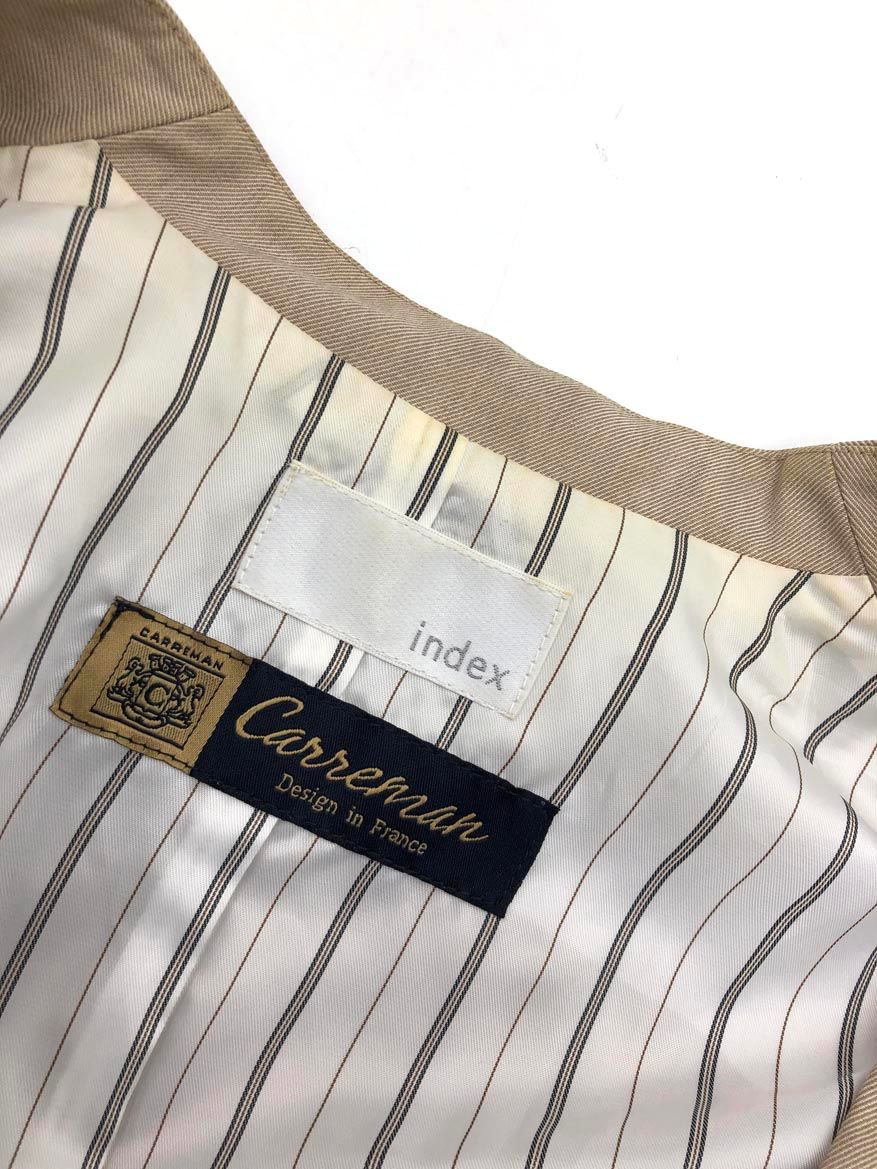 index
CARREMAN
C
Carreman
Design in France